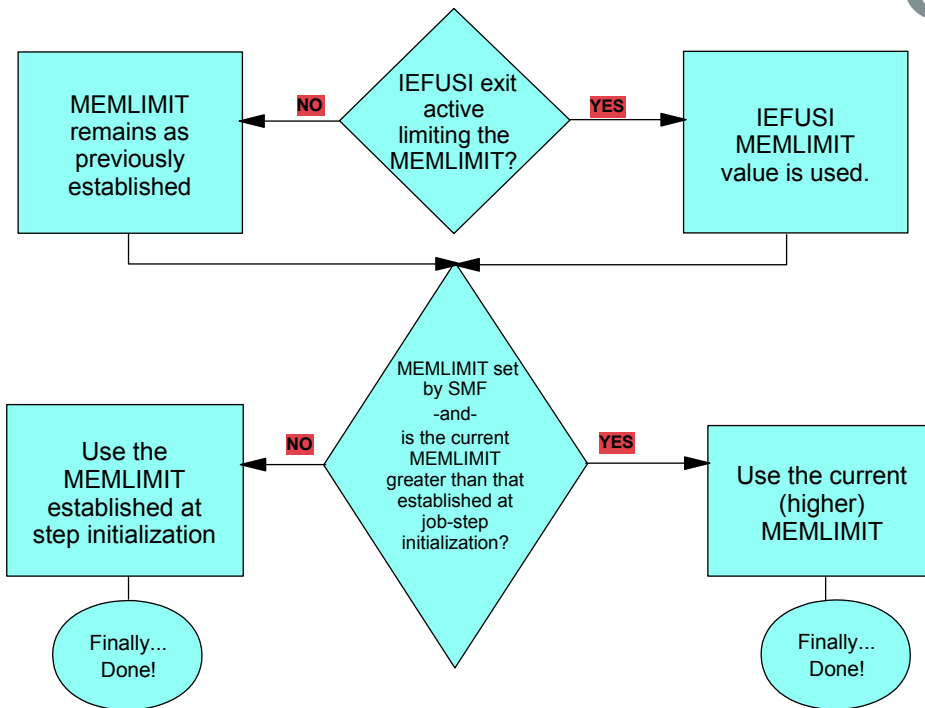 IEFUSI exit
active
limiting the
MEMLIMIT?
NO
YES
MEMLIMIT
remains as
previously
established
IEFUSI
MEMLIMIT
value is used.
MEMLIMIT set
by SMF
-and-
is the current
MEMLIMIT
greater than that
established at
job-step
initialization?
NO
YES
Use the
MEMLIMIT
established at
step initialization
Use the current
(higher)
MEMLIMIT
Finally...
Done!
Finally...
Done!